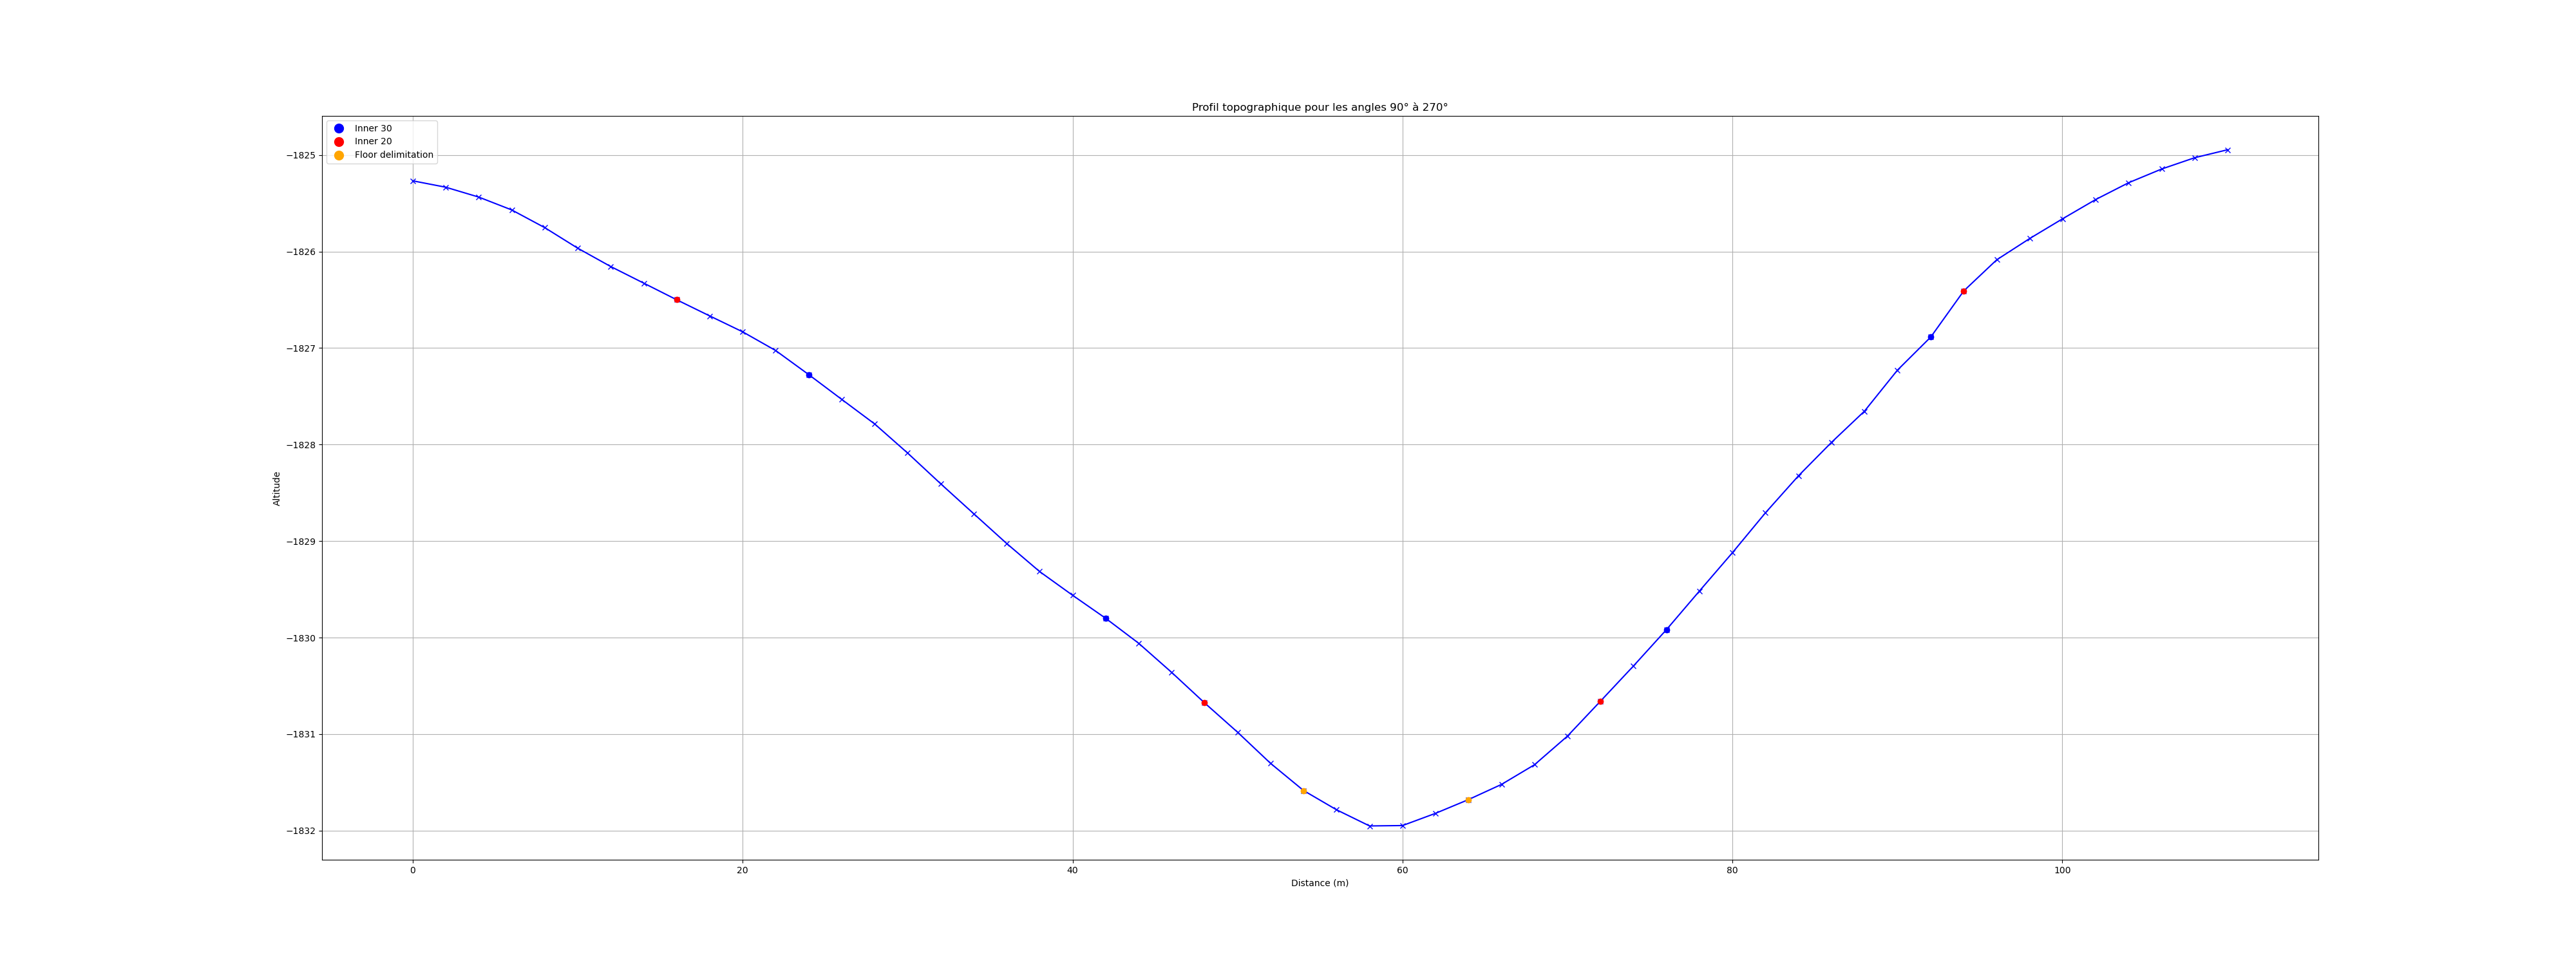 Profil topographique pour les angles 90° à 270°
Inner 30
Inner 20
Floor delimitation
−1825
−1826
−1827
−1828
−1829
−1830
−1831
−1832
Altitude
0 20 40 60 80 100
Distance (m)